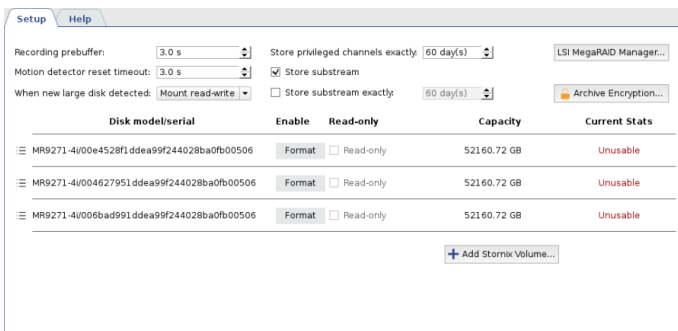 Setup Help
Recording prebuffer: 3.0 s Store privileged channels exactly: 60 day(s) LSI MegaRAID Manager...
Motion detector reset timeout: 3.0 s Store substream
When new large disk detected: Mount read-write Store substream exactly: 60 day(s) Archive Encryption...
Disk model/serial Enable Read-only Capacity Current Stats
MR9271-4i/00e4528f1ddea99f244028ba0fb00506 Format Read-only 52160.72 GB Unusable
MR9271-4i/004627951ddea99f244028ba0fb00506 Format Read-only 52160.72 GB Unusable
MR9271-4i/006bad991ddea99f244028ba0fb00506 Format Read-only 52160.72 GB Unusable
Add Stornix Volume...